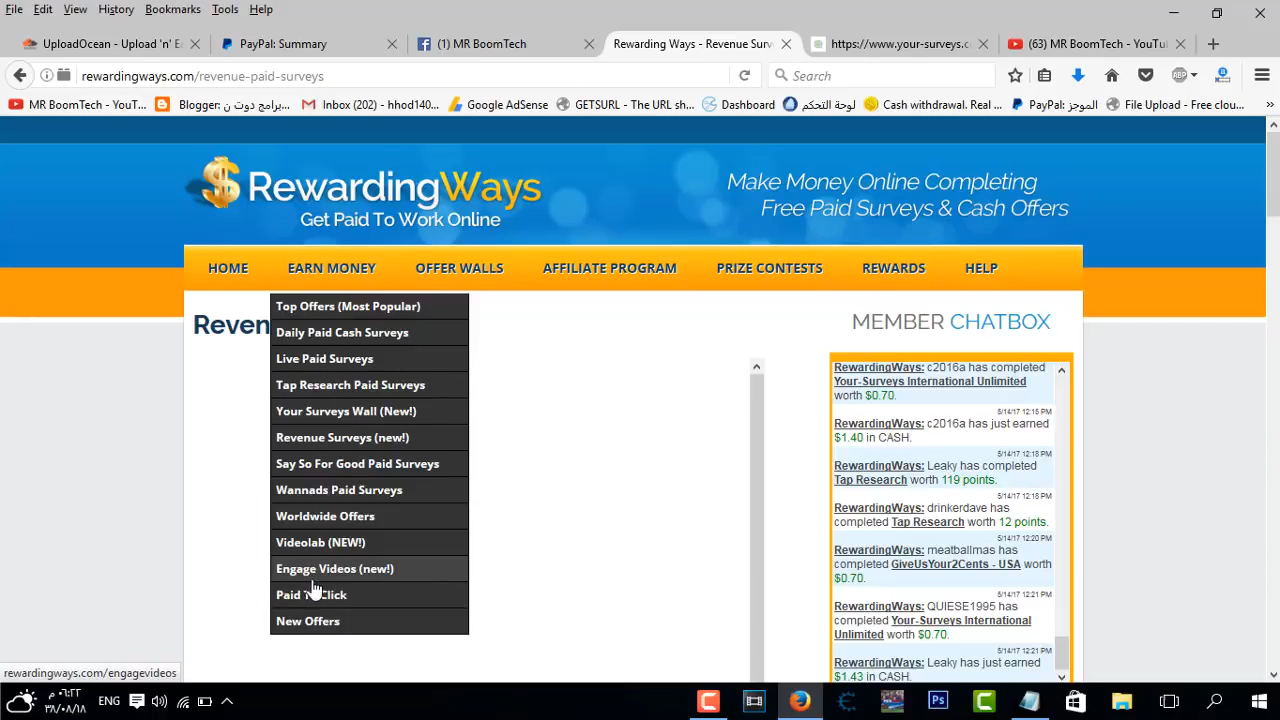 File Edit View History Bookmarks Tools Help
UploadOcean - Upload 'n' Ea
PayPal: Summary
(1) MR BoomTech
Rewarding Ways - Revenue Surv
https://www.your-surveys.c
(63) MR BoomTech - YouTu
rewardingways.com/revenue-paid-surveys
Search
ABP
MR BoomTech - YouT...
Blogger: برامج دوت ن...
Inbox (202) - hhod140...
Google AdSense
GETSURL - The URL sh...
Dashboard
لوحة التحكم
Cash withdrawal. Real ...
PayPal: الموجز
File Upload - Free clou...
RewardingWays
Get Paid To Work Online
Make Money Online Completing
Free Paid Surveys & Cash Offers
HOME EARN MONEY OFFER WALLS AFFILIATE PROGRAM PRIZE CONTESTS REWARDS HELP
Reven
Top Offers (Most Popular)
Daily Paid Cash Surveys
Live Paid Surveys
Tap Research Paid Surveys
Your Surveys Wall (New!)
Revenue Surveys (new!)
Say So For Good Paid Surveys
Wannads Paid Surveys
Worldwide Offers
Videolab (NEW!)
Engage Videos (new!)
Paid To Click
New Offers
MEMBER CHATBOX
RewardingWays: c2016a has completed
Your-Surveys International Unlimited
worth $0.70.
5/14/17 12:15 PM
RewardingWays: c2016a has just earned
$1.40 in CASH.
5/14/17 12:18 PM
RewardingWays: Leaky has completed
Tap Research worth 119 points.
5/14/17 12:18 PM
RewardingWays: drinkerdave has
completed Tap Research worth 12 points.
5/14/17 12:20 PM
RewardingWays: meatballmas has
completed GiveUsYour2Cents - USA worth
$0.70.
5/14/17 12:21 PM
RewardingWays: QUIESE1995 has
completed Your-Surveys International
Unlimited worth $0.70.
5/14/17 12:21 PM
RewardingWays: Leaky has just earned
$1.43 in CASH.
rewardingways.com/engagevideos
م ٠٦:٢٢
٣٨/٠٨/١٨
ENG
Ps